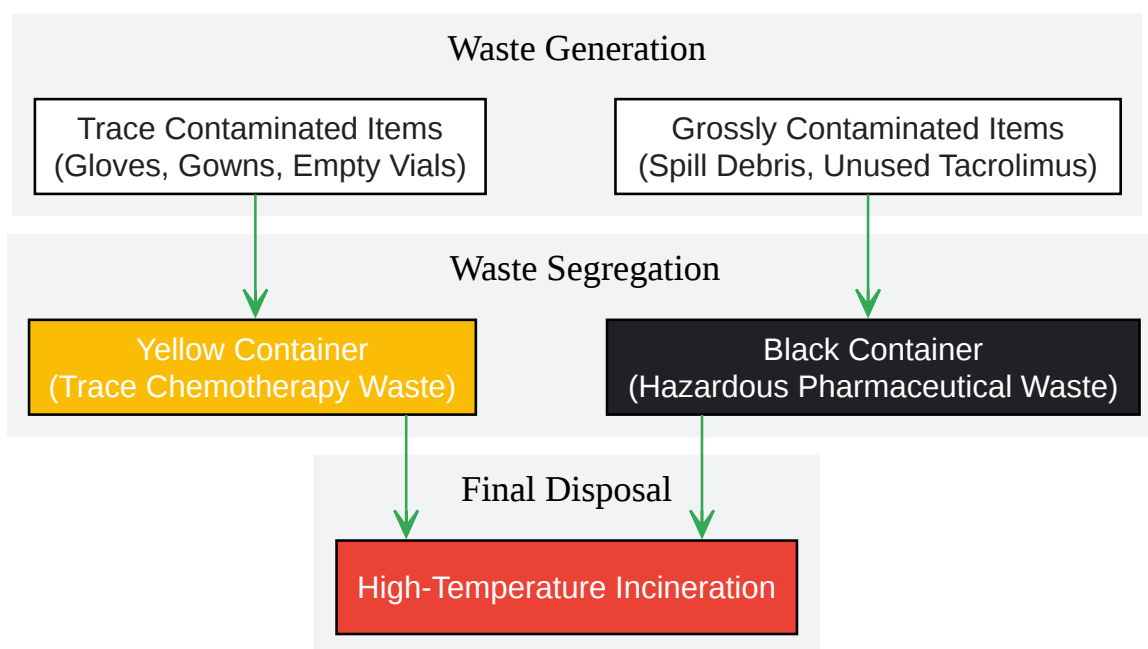 Waste Generation
Trace Contaminated Items
(Gloves, Gowns, Empty Vials)
Grossly Contaminated Items
(Spill Debris, Unused Tacrolimus)
Waste Segregation
Yellow Container
(Trace Chemotherapy Waste)
Black Container
(Hazardous Pharmaceutical Waste)
Final Disposal
High-Temperature Incineration